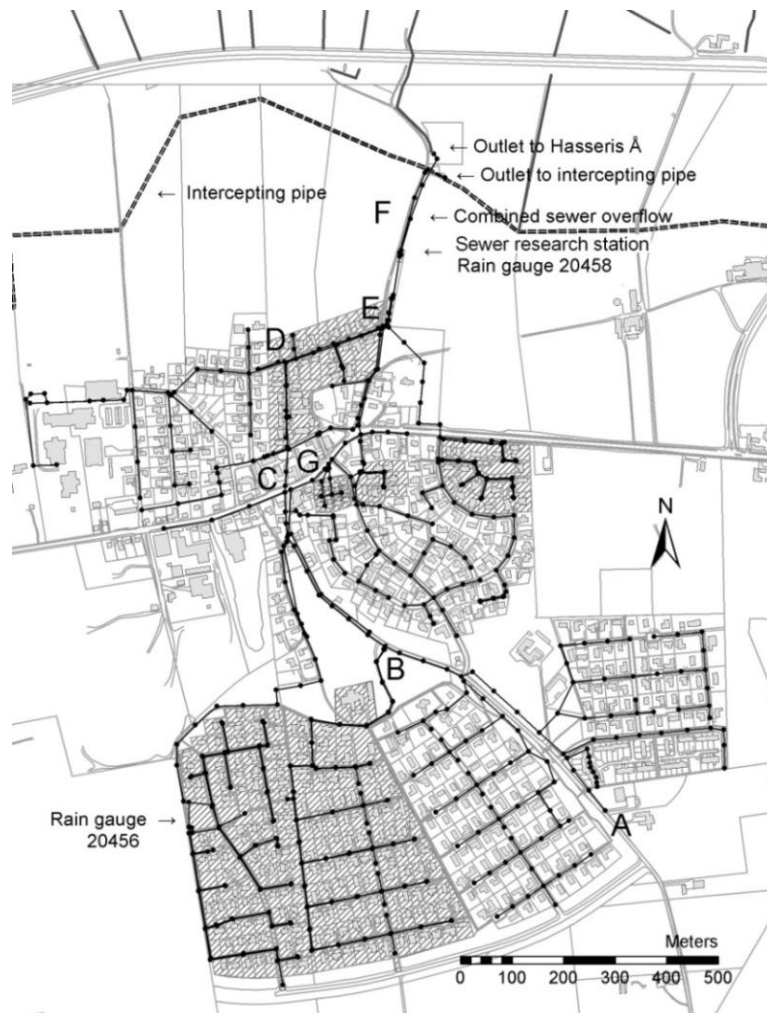 ← Outlet to Hasseris Å
← Outlet to intercepting pipe
← Intercepting pipe
F
← Combined sewer overflow
← Sewer research station
Rain gauge 20458
E
D
G
C
N
B
Rain gauge →
20456
A
Meters
0 100 200 300 400 500